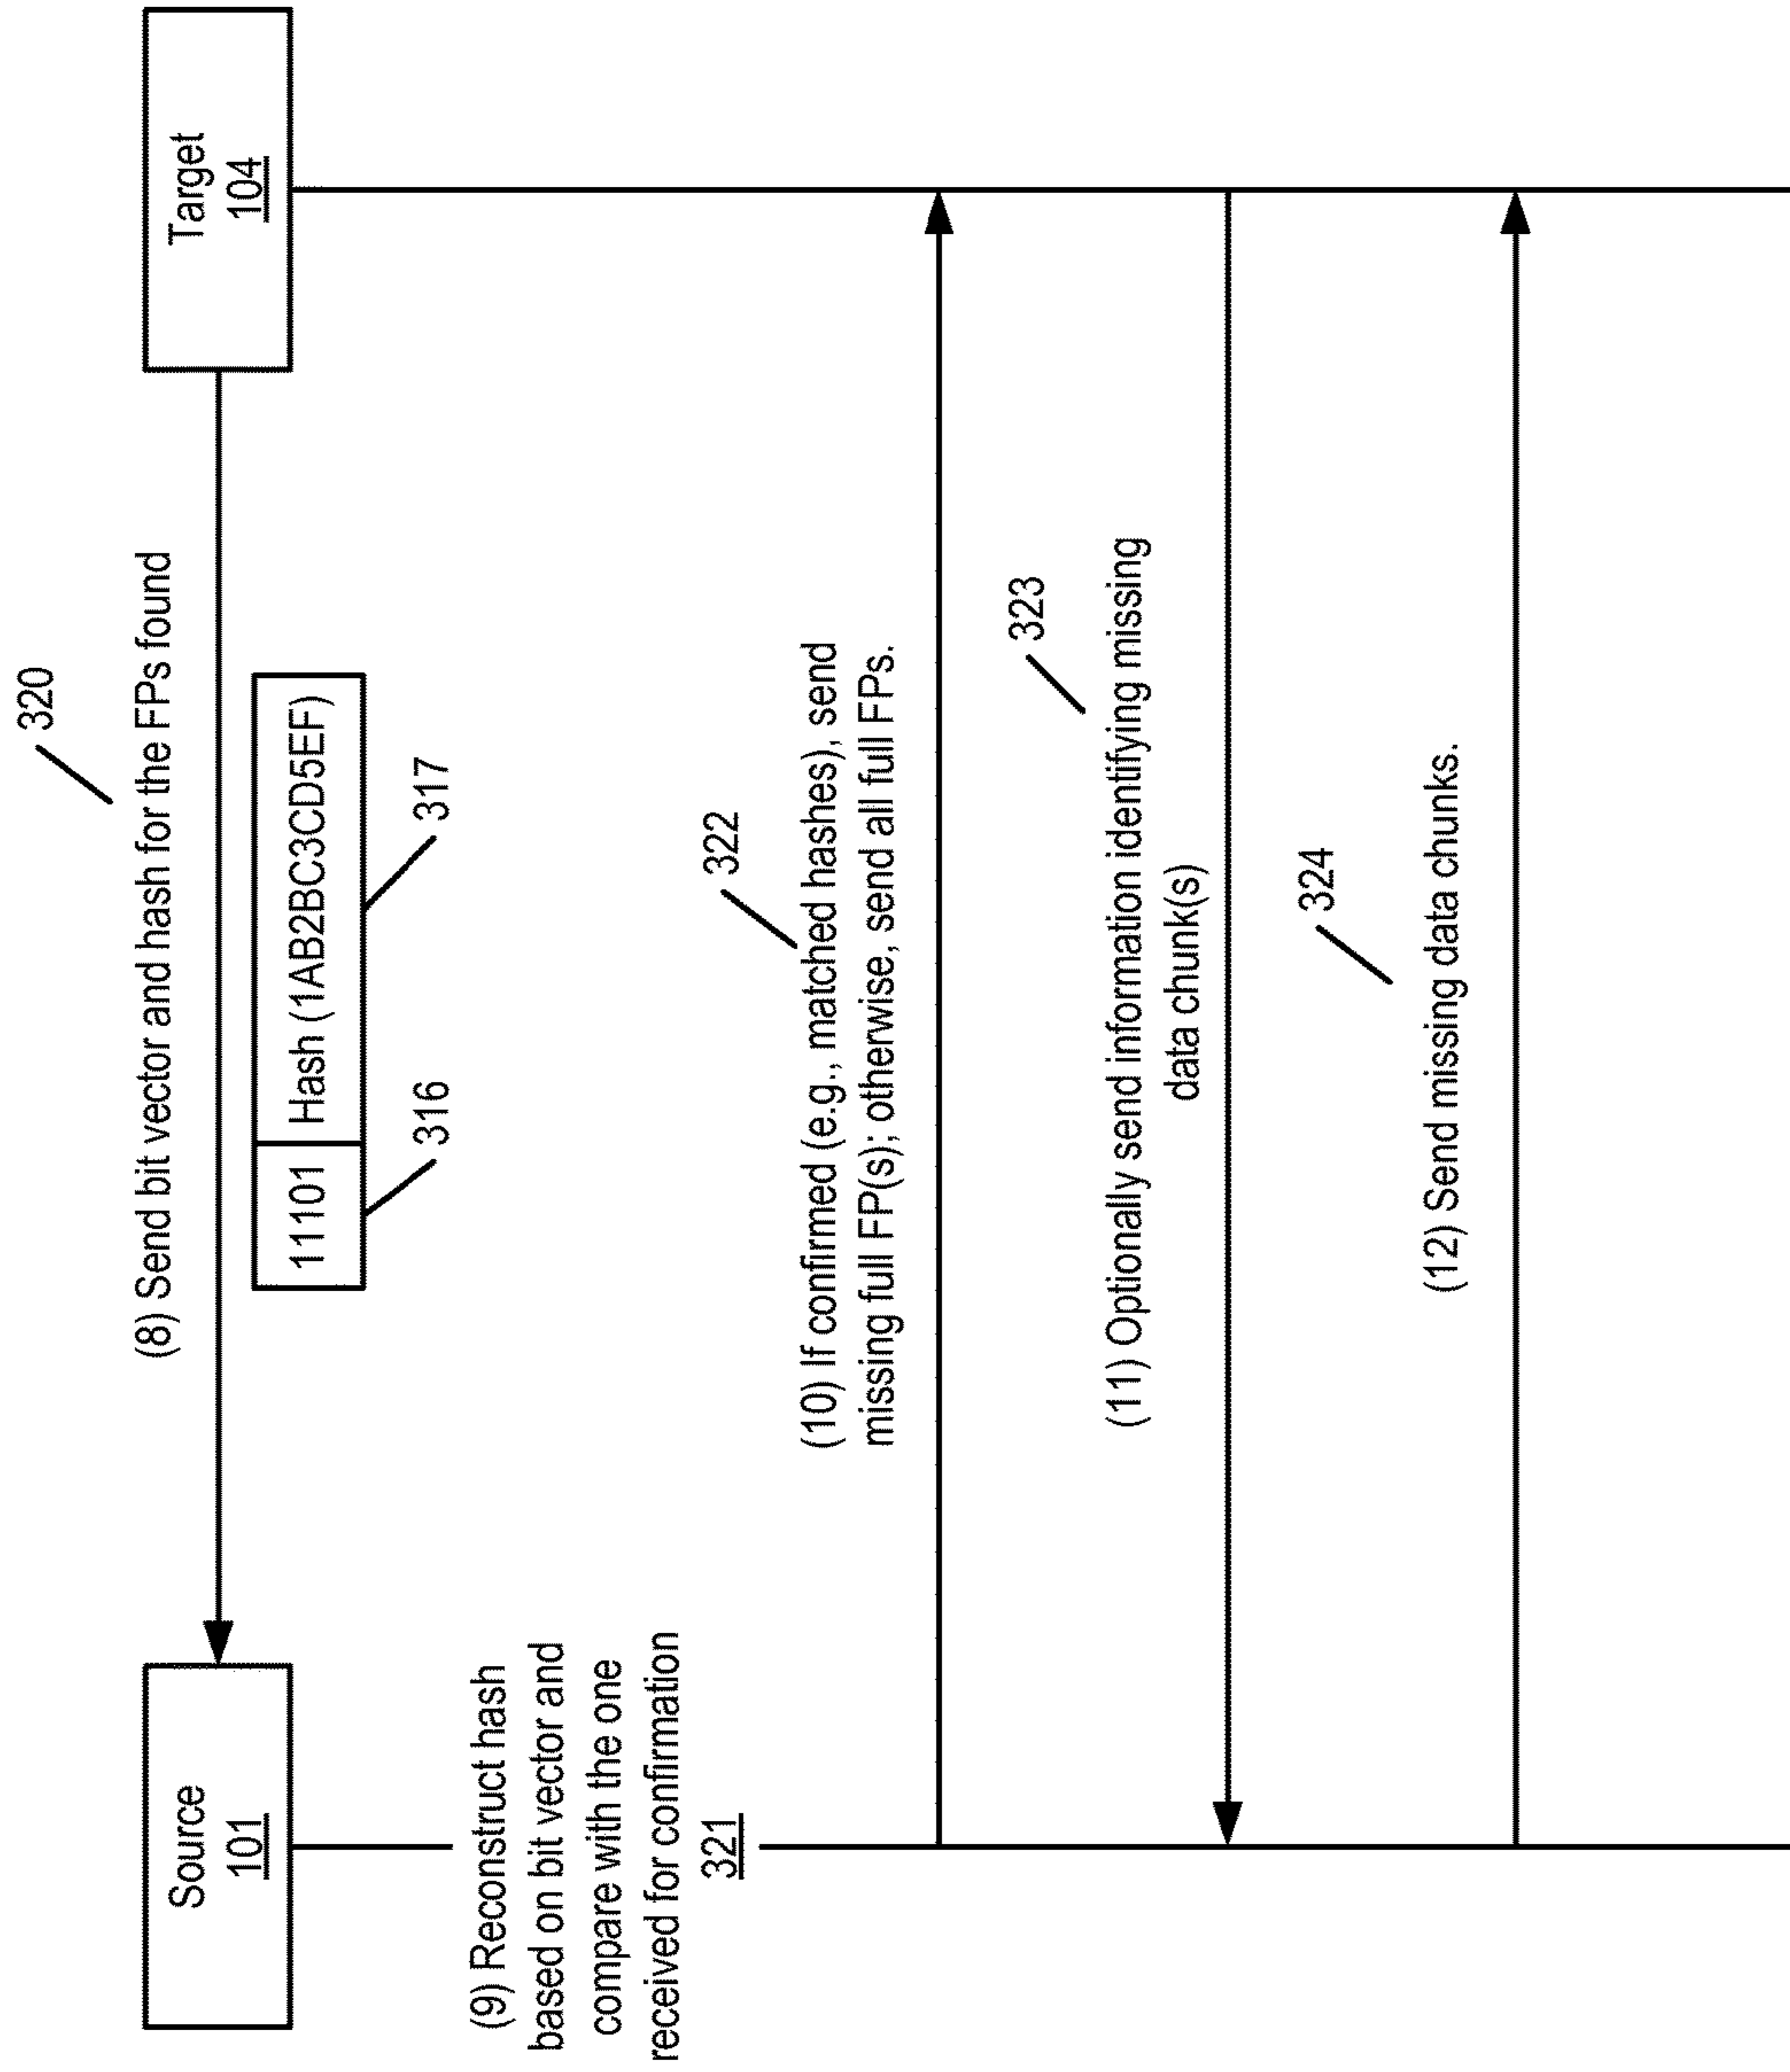 Source
101
Target
104
320
(8) Send bit vector and hash for the FPs found
11101
Hash (1AB2BC3CD5EF)
316
317
(9) Reconstruct hash
based on bit vector and
compare with the one
received for confirmation
321
322
(10) If confirmed (e.g., matched hashes), send
missing full FP(s); otherwise, send all full FPs.
323
(11) Optionally send information identifying missing
data chunk(s)
324
(12) Send missing data chunks.